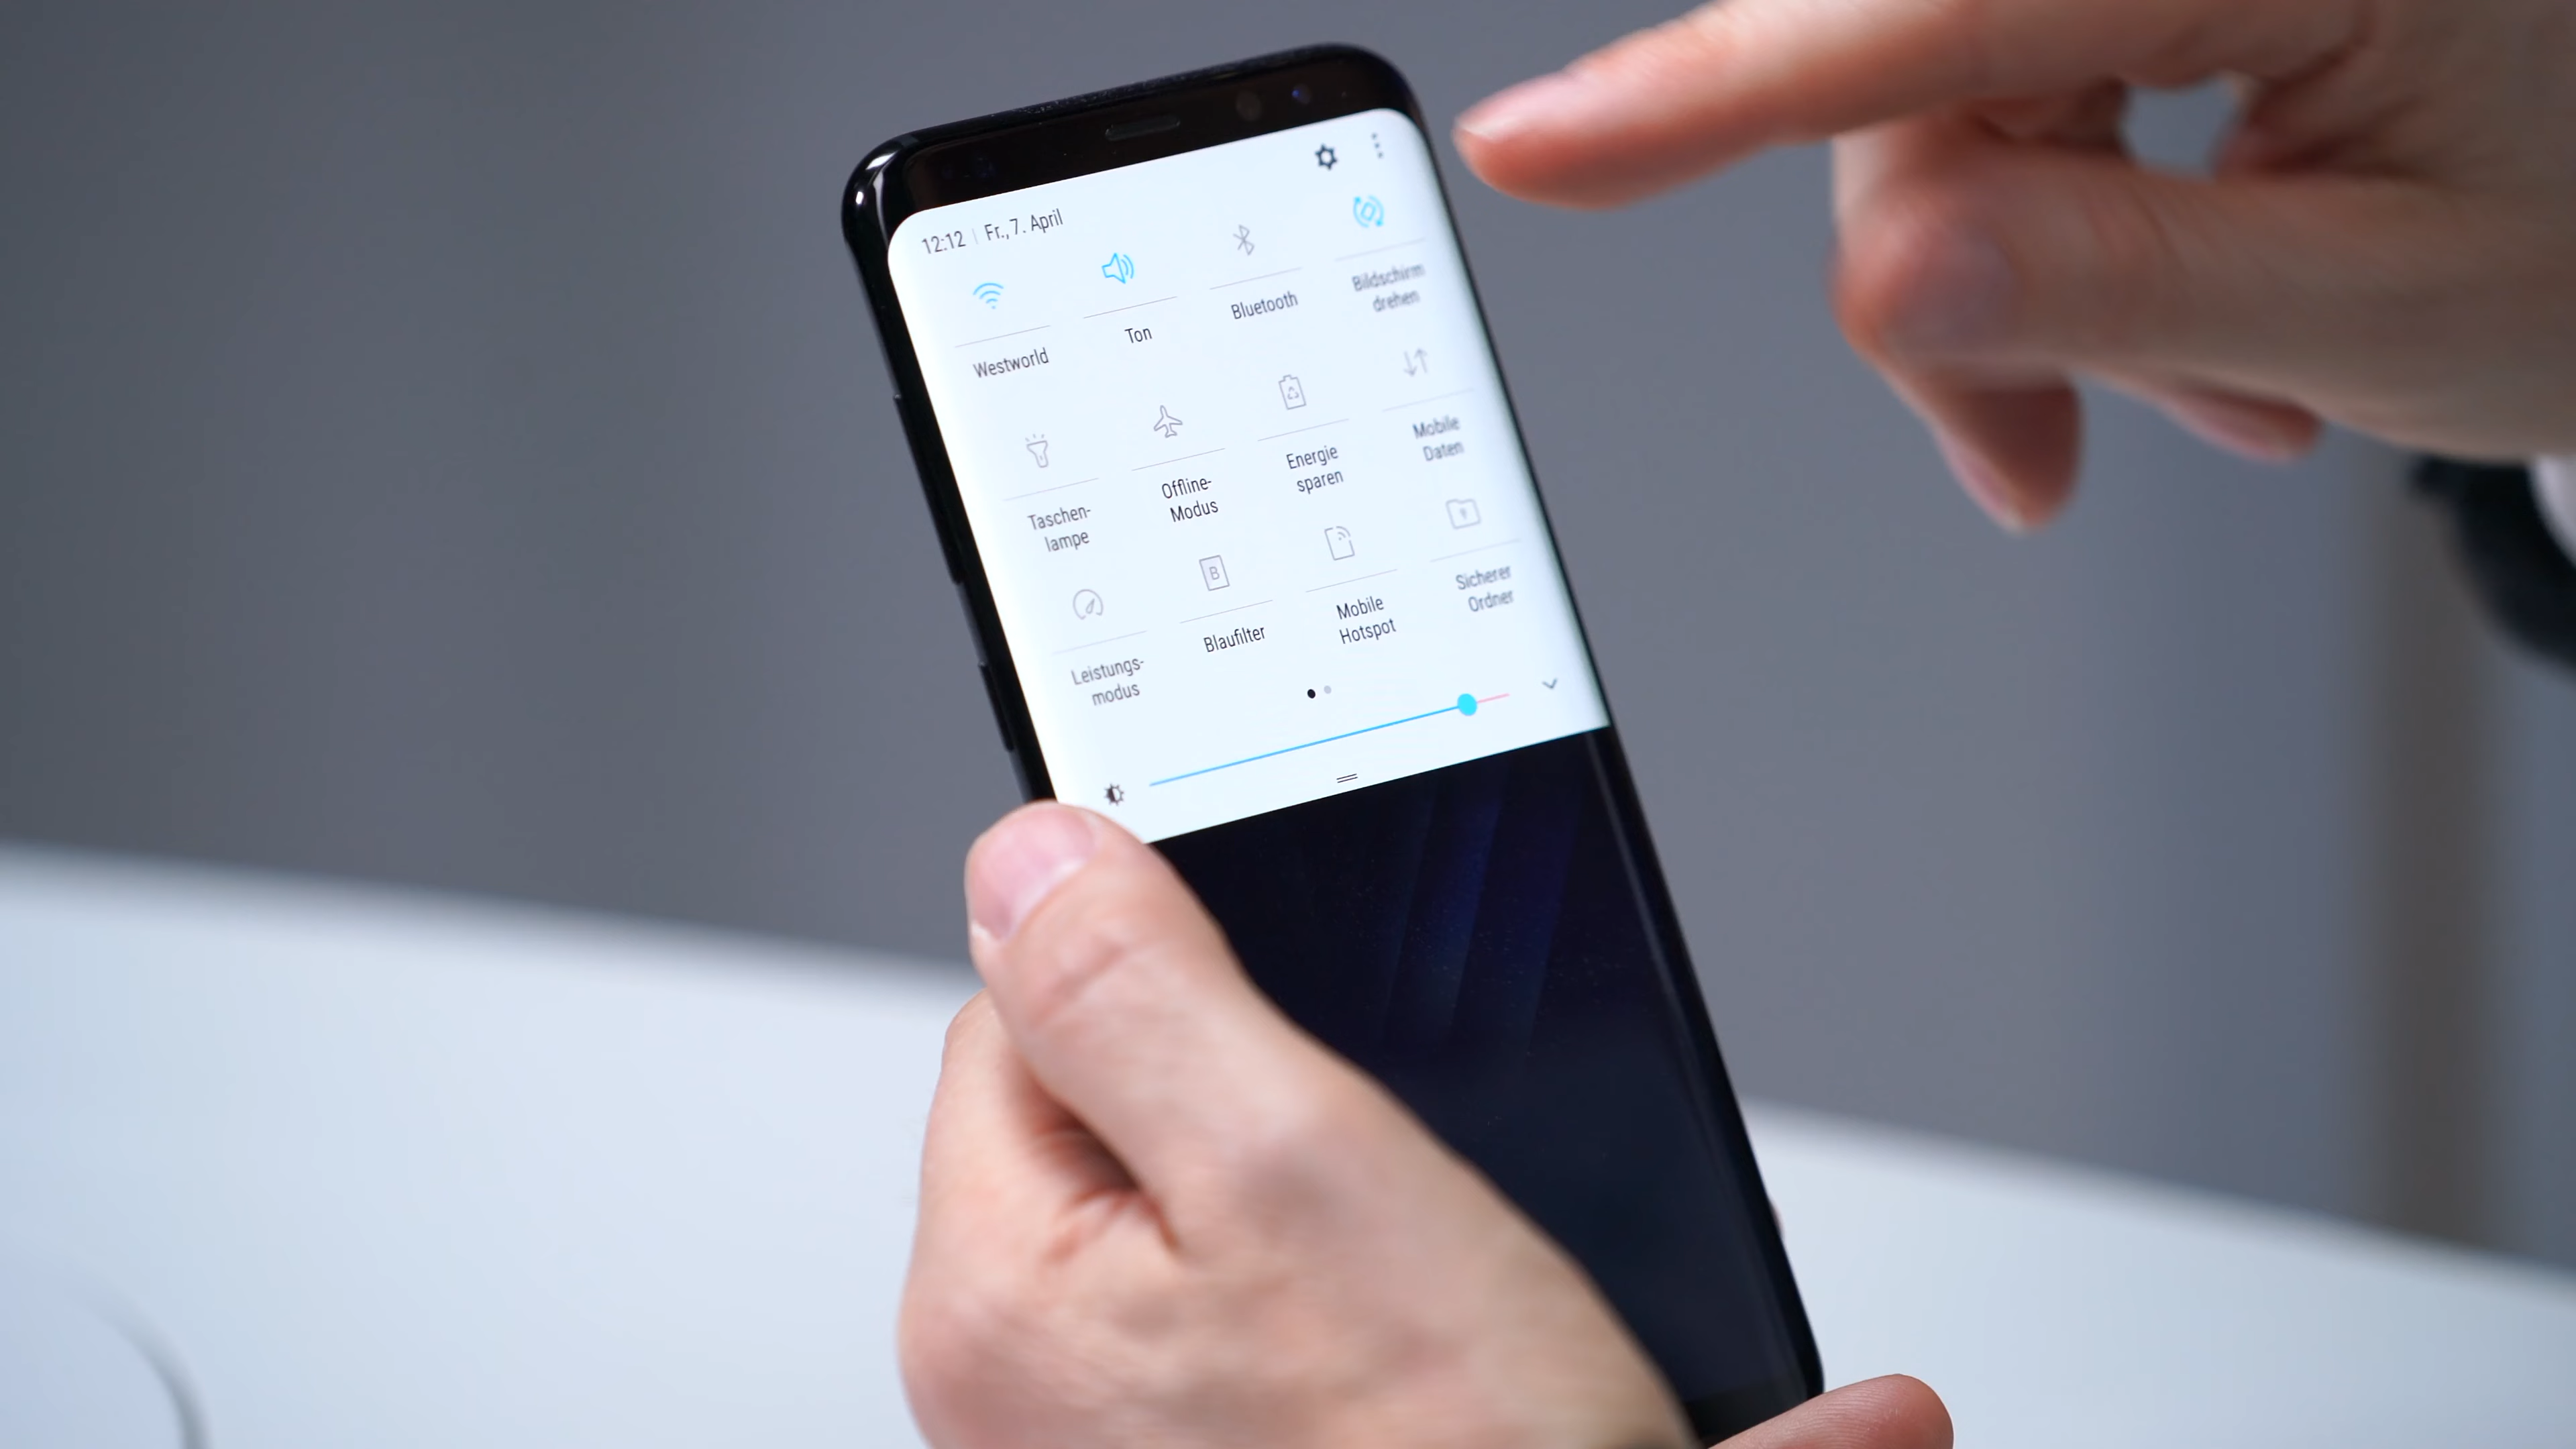 12:12 | Fr., 7. April
Westworld
Ton
Bluetooth
Bildschirm
drehen
Taschen-
lampe
Offline-
Modus
Energie
sparen
Mobile
Daten
Leistungs-
modus
B
Blaufilter
Mobile
Hotspot
Sicherer
Ordner